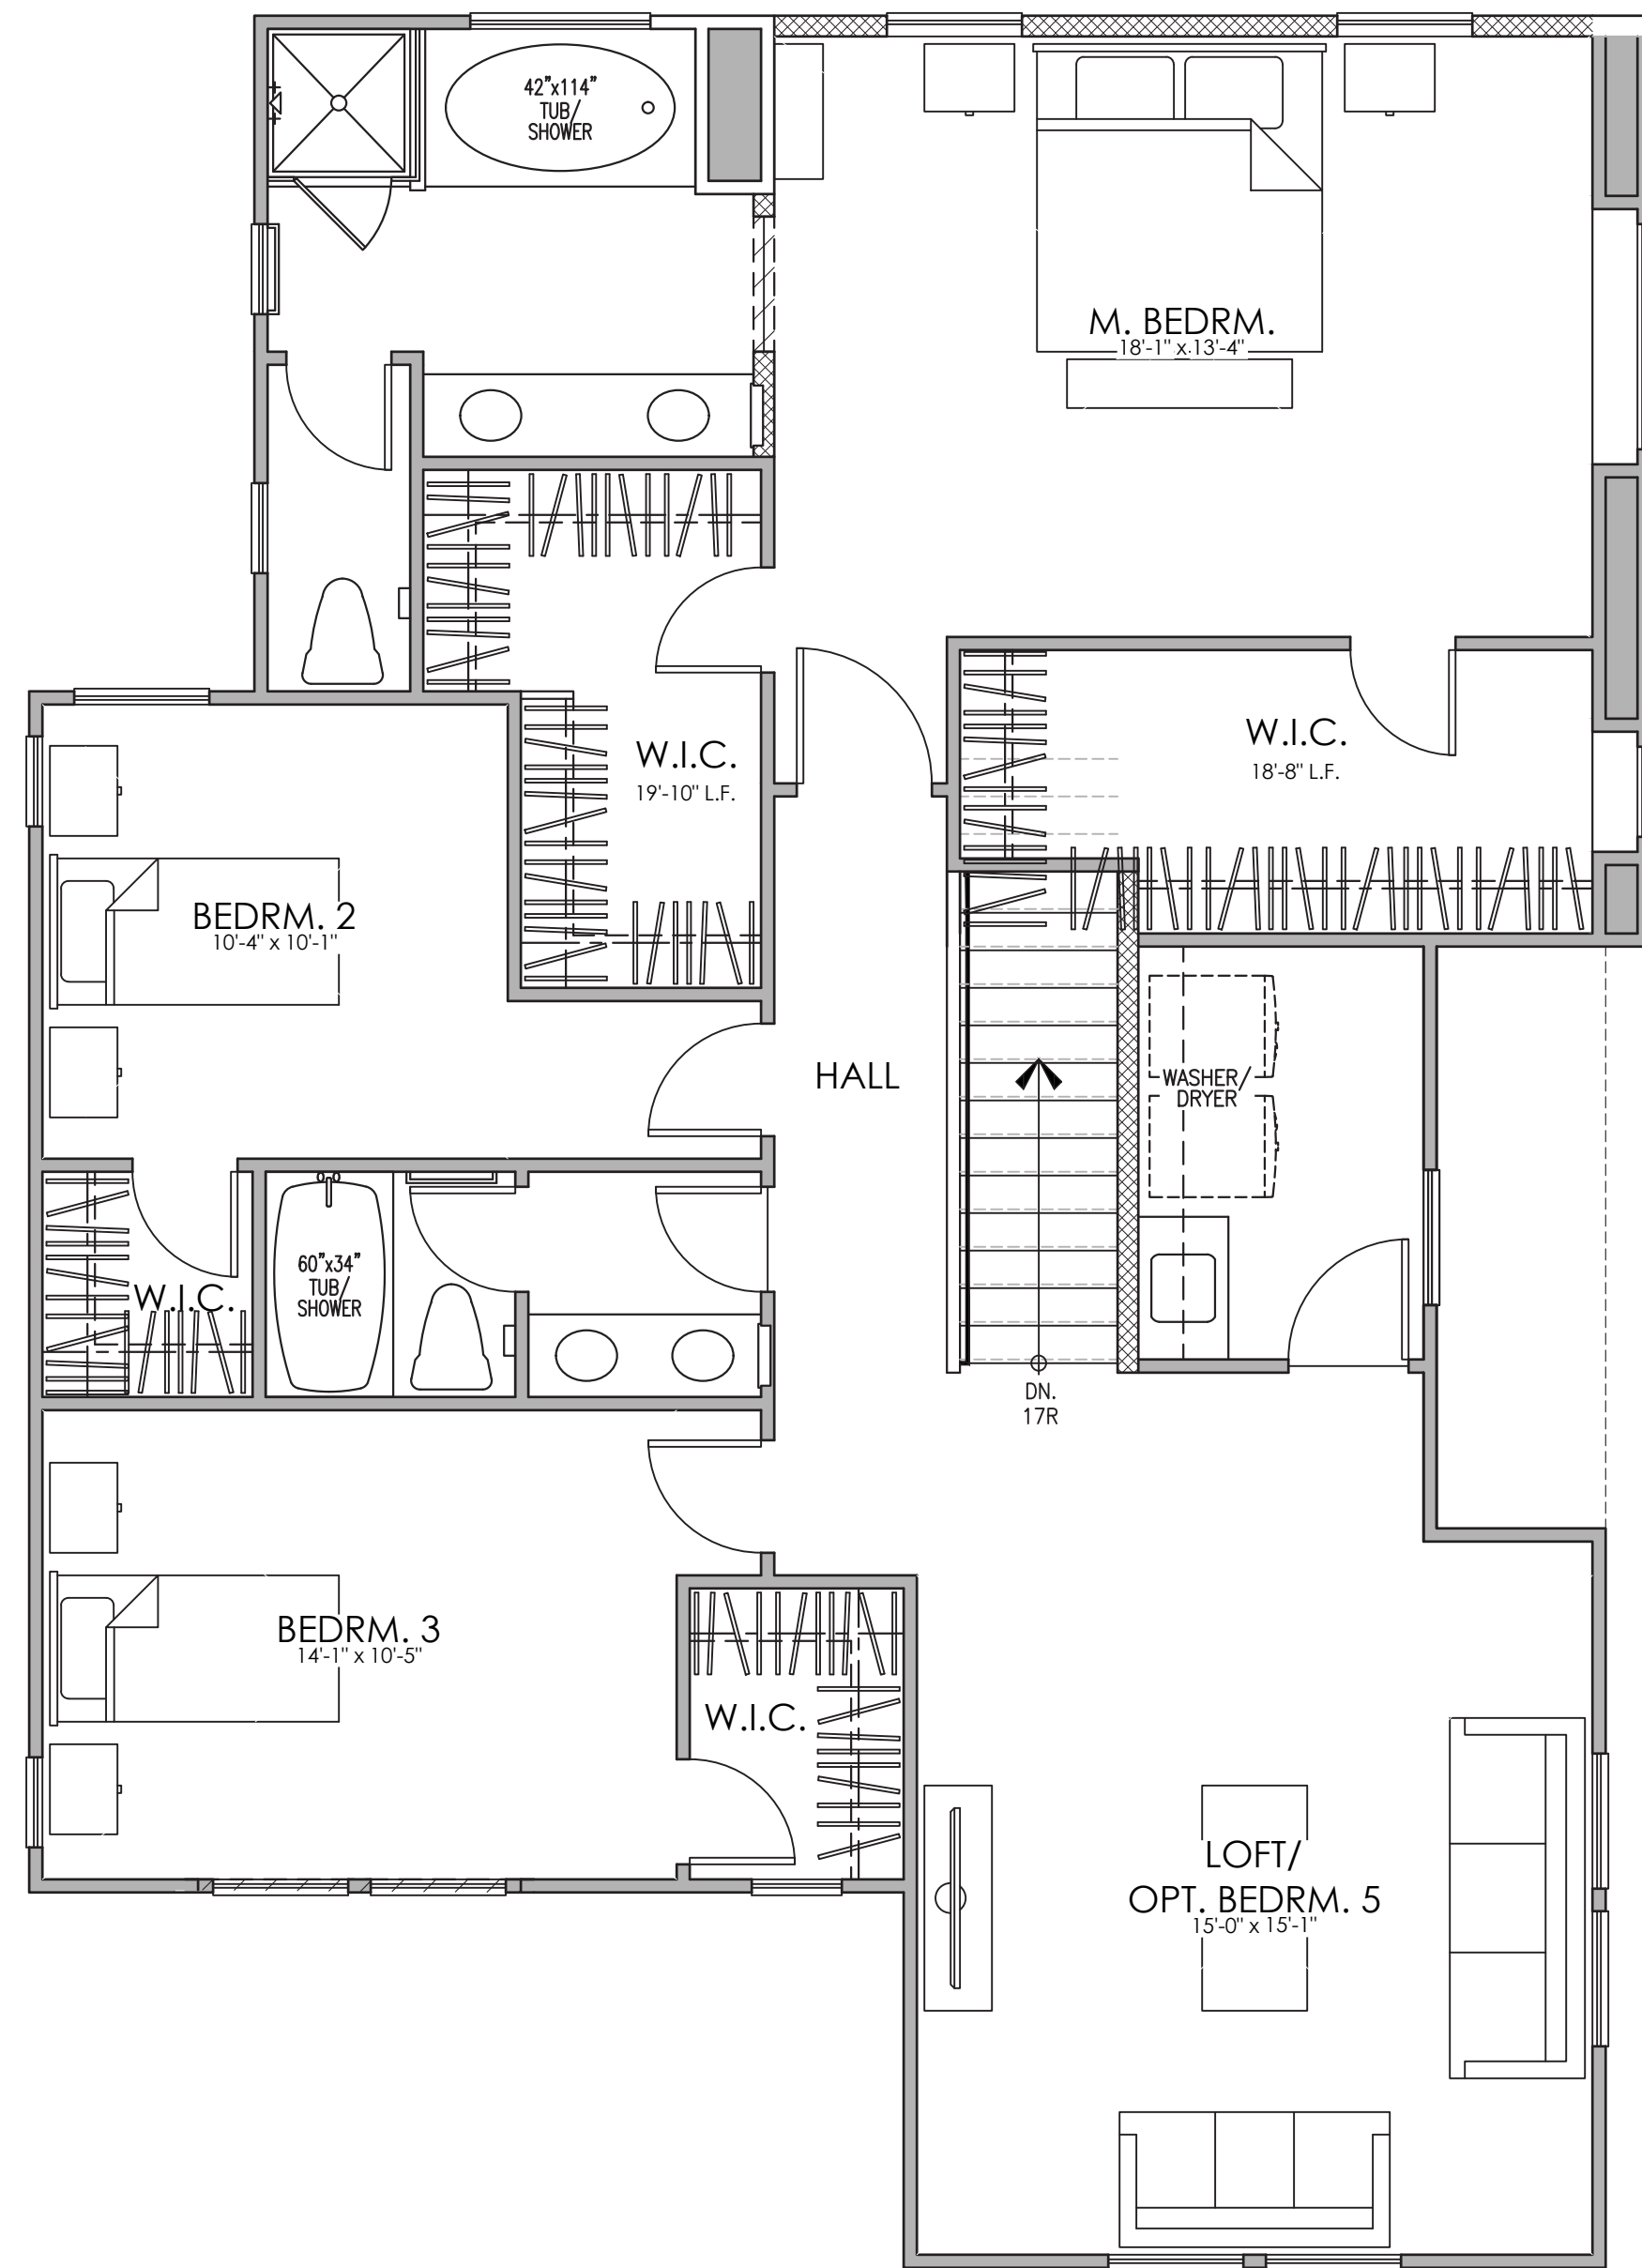 42"x114"
TUB/
SHOWER
M. BEDRM.
18'-1" x 13'-4"
W.I.C.
19'-10" L.F.
W.I.C.
18'-8" L.F.
BEDRM. 2
10'-4" x 10'-1"
HALL
WASHER/
DRYER
60"x34"
TUB/
SHOWER
W.I.C.
DN.
17R
BEDRM. 3
14'-1" x 10'-5"
W.I.C.
LOFT/
OPT. BEDRM. 5
15'-0" x 15'-1"